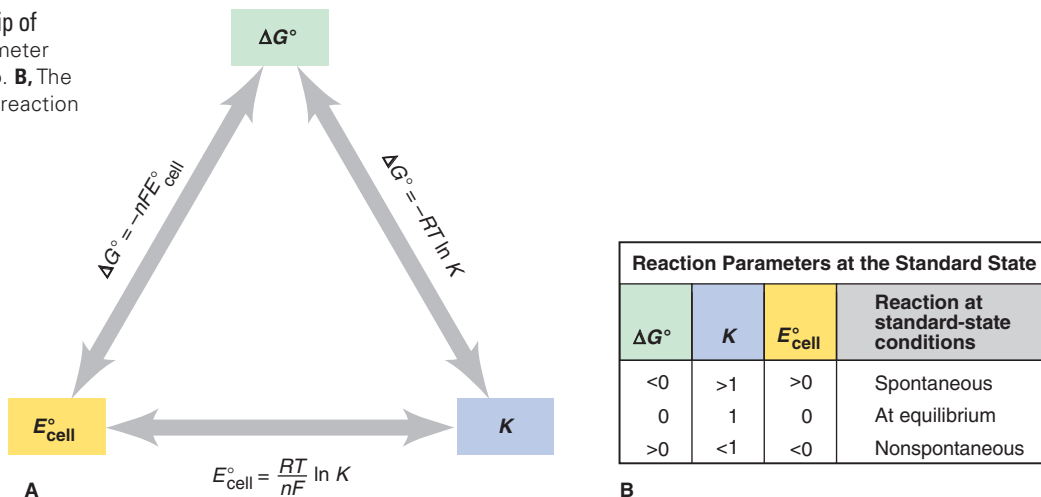 ip of
neter
. B, The
reaction
ΔG°
ΔG° = –nFE°cell
ΔG° = –RT ln K
E°cell
K
E°cell = RT/nF ln K
A
Reaction Parameters at the Standard State
ΔG°
K
E°cell
Reaction at
standard-state
conditions
<0 >1 >0 Spontaneous
0 1 0 At equilibrium
>0 <1 <0 Nonspontaneous
B